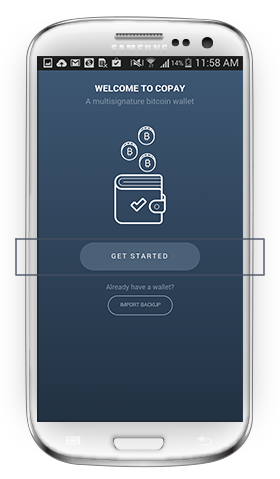 SAMSUNG
14% 11:58 AM
WELCOME TO COPAY
A multisignature bitcoin wallet
GET STARTED
Already have a wallet?
IMPORT BACKUP